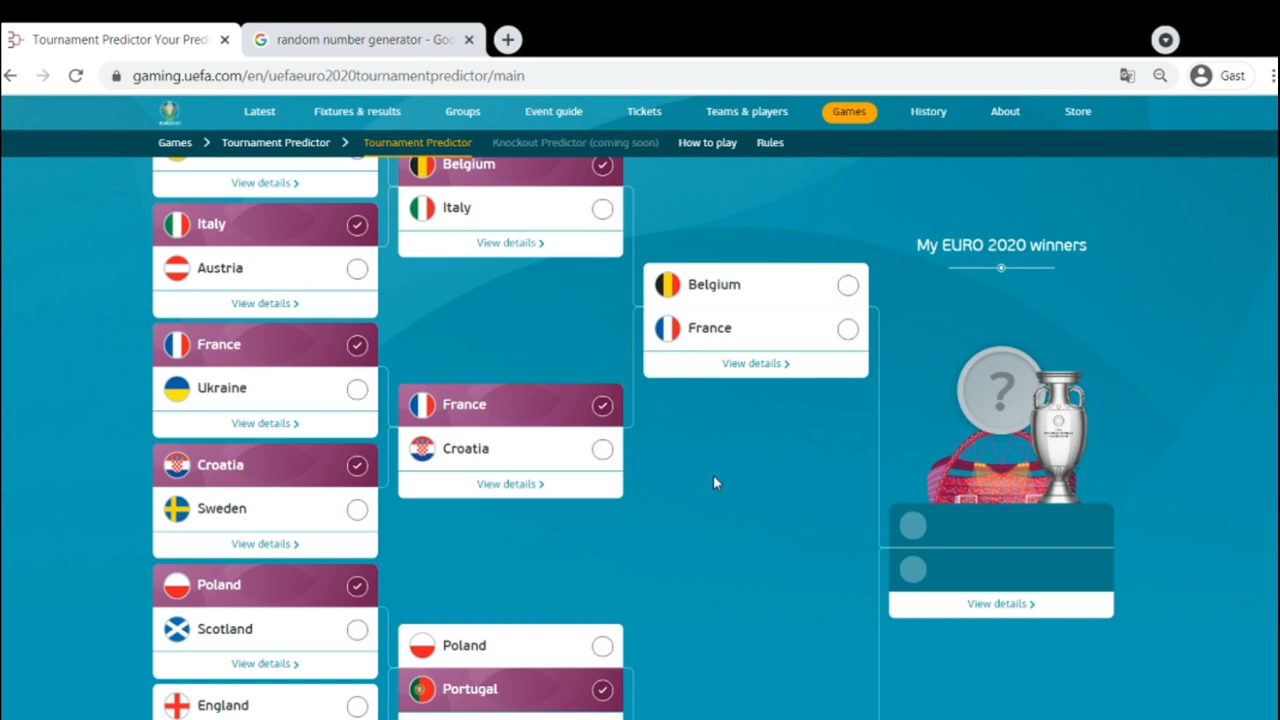 Tournament Predictor Your Pred
random number generator - Goo
gaming.uefa.com/en/uefaeuro2020tournamentpredictor/main
Gast
Latest
Fixtures & results
Groups
Event guide
Tickets
Teams & players
Games
History
About
Store
Games
Tournament Predictor
Tournament Predictor
Knockout Predictor (coming soon)
How to play
Rules
View details
Italy
Austria
View details
France
Ukraine
View details
Croatia
Sweden
View details
Poland
Scotland
View details
England
Belgium
Italy
View details
France
Croatia
View details
Poland
Portugal
Belgium
France
View details
My EURO 2020 winners
?
View details